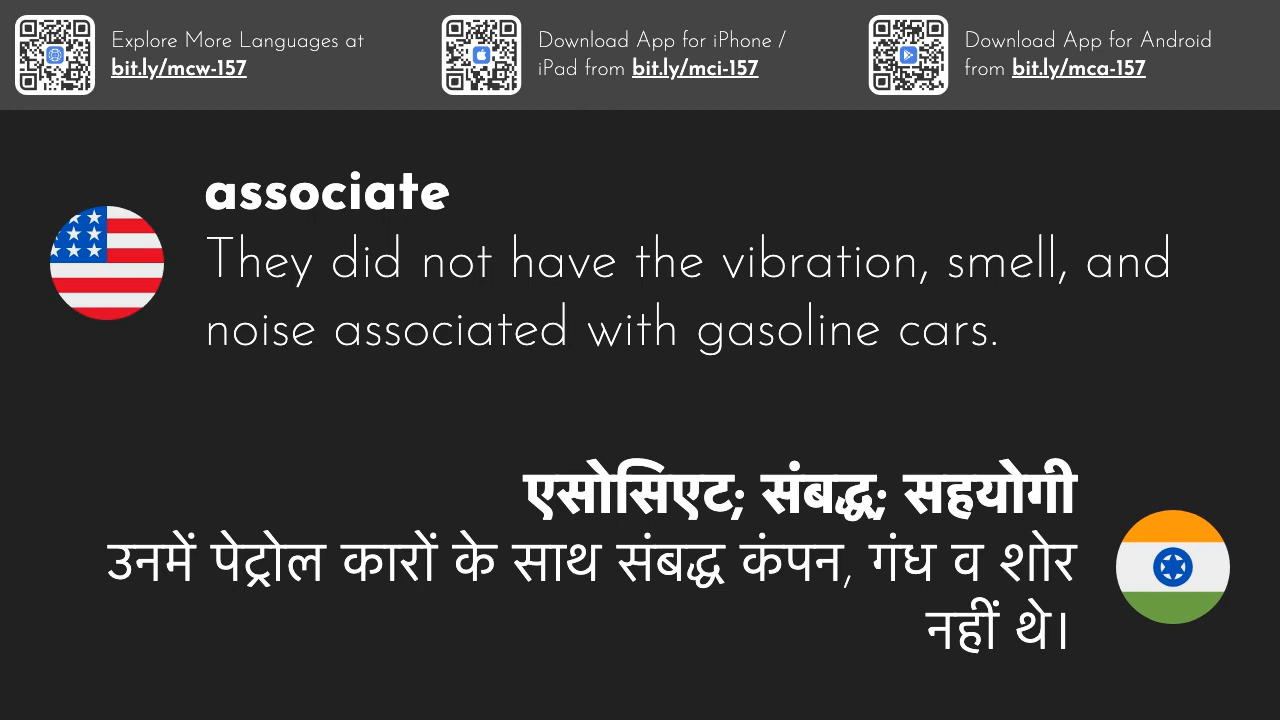 Explore More Languages at
bit.ly/mcw-157
Download App for iPhone /
iPad from bit.ly/mci-157
Download App for Android
from bit.ly/mca-157
associate
They did not have the vibration, smell, and
noise associated with gasoline cars.
एसोसिएट; संबद्ध; सहयोगी
उनमें पेट्रोल कारों के साथ संबद्ध कंपन, गंध व शोर
नहीं थे।